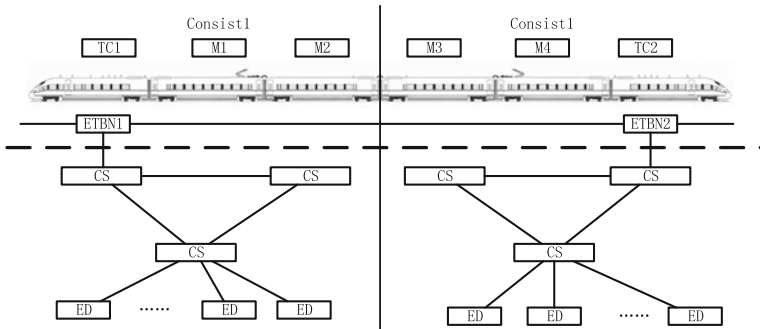 Consist1 Consist1
TC1 M1 M2 M3 M4 TC2
ETBN1 ETBN2
CS CS CS CS
CS CS
ED ...... ED ED ED ED ...... ED